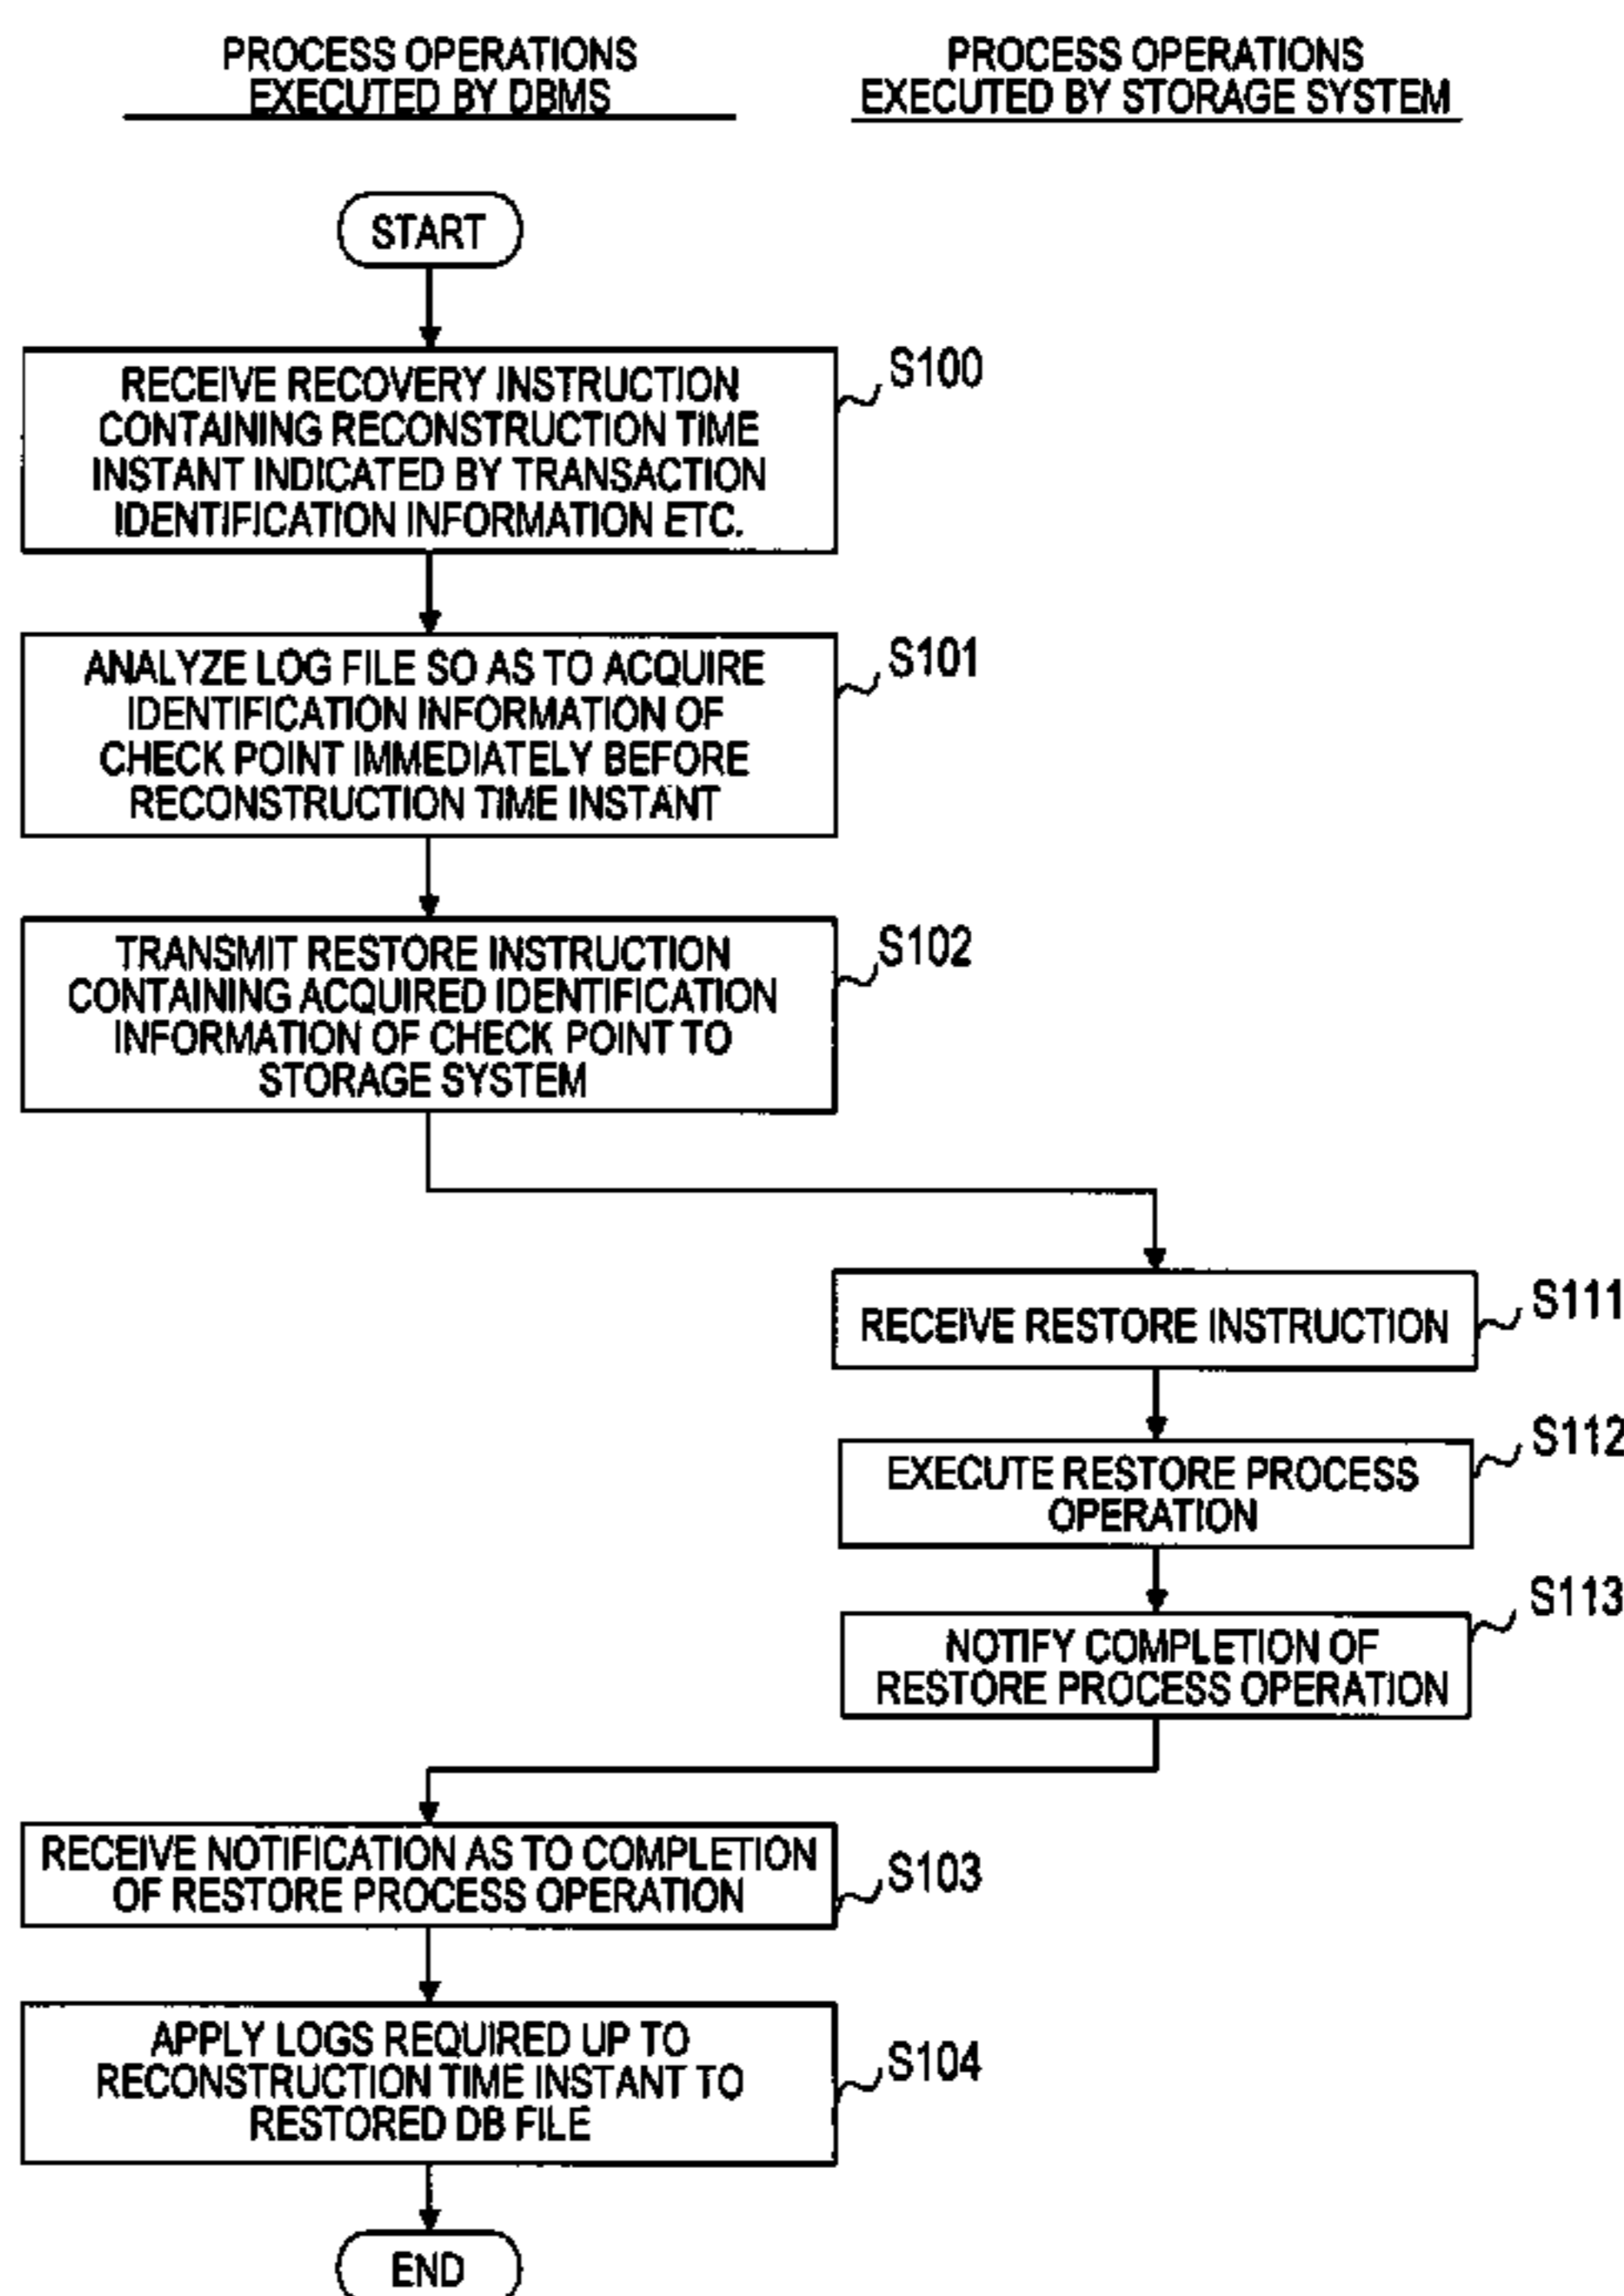 PROCESS OPERATIONS
EXECUTED BY DBMS
PROCESS OPERATIONS
EXECUTED BY STORAGE SYSTEM
START
RECEIVE RECOVERY INSTRUCTION
CONTAINING RECONSTRUCTION TIME
INSTANT INDICATED BY TRANSACTION
IDENTIFICATION INFORMATION ETC.
S100
ANALYZE LOG FILE SO AS TO ACQUIRE
IDENTIFICATION INFORMATION OF
CHECK POINT IMMEDIATELY BEFORE
RECONSTRUCTION TIME INSTANT
S101
TRANSMIT RESTORE INSTRUCTION
CONTAINING ACQUIRED IDENTIFICATION
INFORMATION OF CHECK POINT TO
STORAGE SYSTEM
S102
RECEIVE RESTORE INSTRUCTION
S111
EXECUTE RESTORE PROCESS
OPERATION
S112
NOTIFY COMPLETION OF
RESTORE PROCESS OPERATION
S113
RECEIVE NOTIFICATION AS TO COMPLETION
OF RESTORE PROCESS OPERATION
S103
APPLY LOGS REQUIRED UP TO
RECONSTRUCTION TIME INSTANT TO
RESTORED DB FILE
S104
END